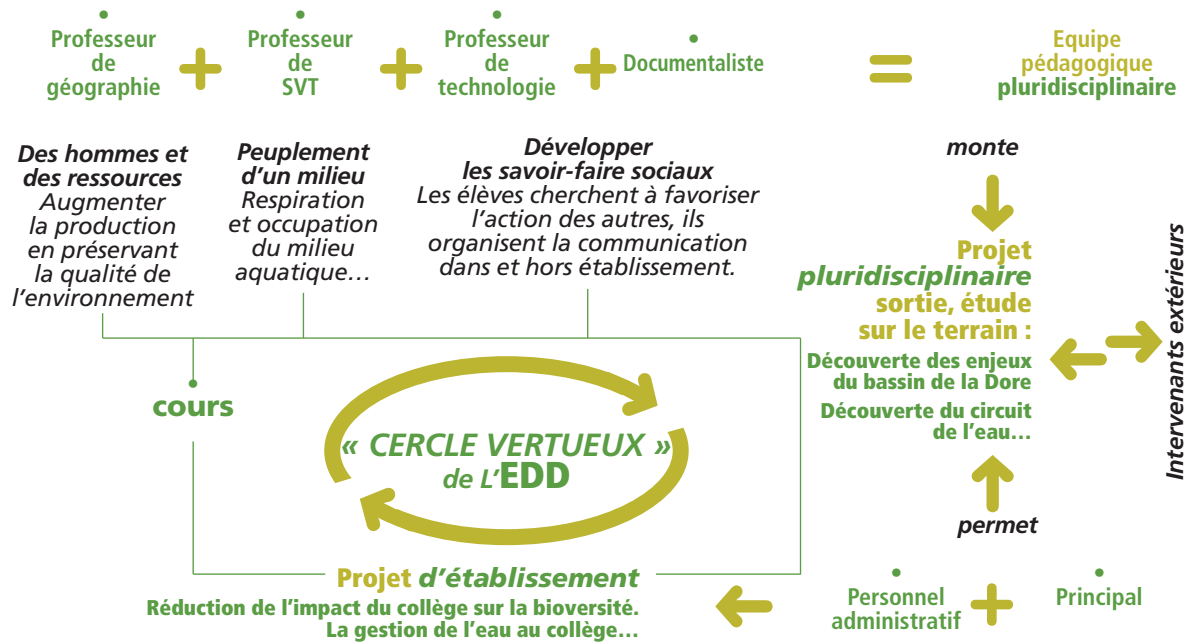 Professeur
de
géographie
+
Professeur
de
SVT
+
Professeur
de
technologie
+
Documentaliste
=
Equipe
pédagogique
pluridisciplinaire
Des hommes et
des ressources
Augmenter
la production
en préservant
la qualité de
l'environnement
Peuplement
d'un milieu
Respiration
et occupation
du milieu
aquatique…
Développer
les savoir-faire sociaux
Les élèves cherchent à favoriser
l'action des autres, ils
organisent la communication
dans et hors établissement.
monte
Projet
pluridisciplinaire
sortie, étude
sur le terrain :
Découverte des enjeux
du bassin de la Dore
Découverte du circuit
de l'eau…
Intervenants extérieurs
permet
cours
« CERCLE VERTUEUX »
de L'EDD
Projet d'établissement
Réduction de l'impact du collège sur la bioversité.
La gestion de l'eau au collège…
Personnel
administratif
+
Principal